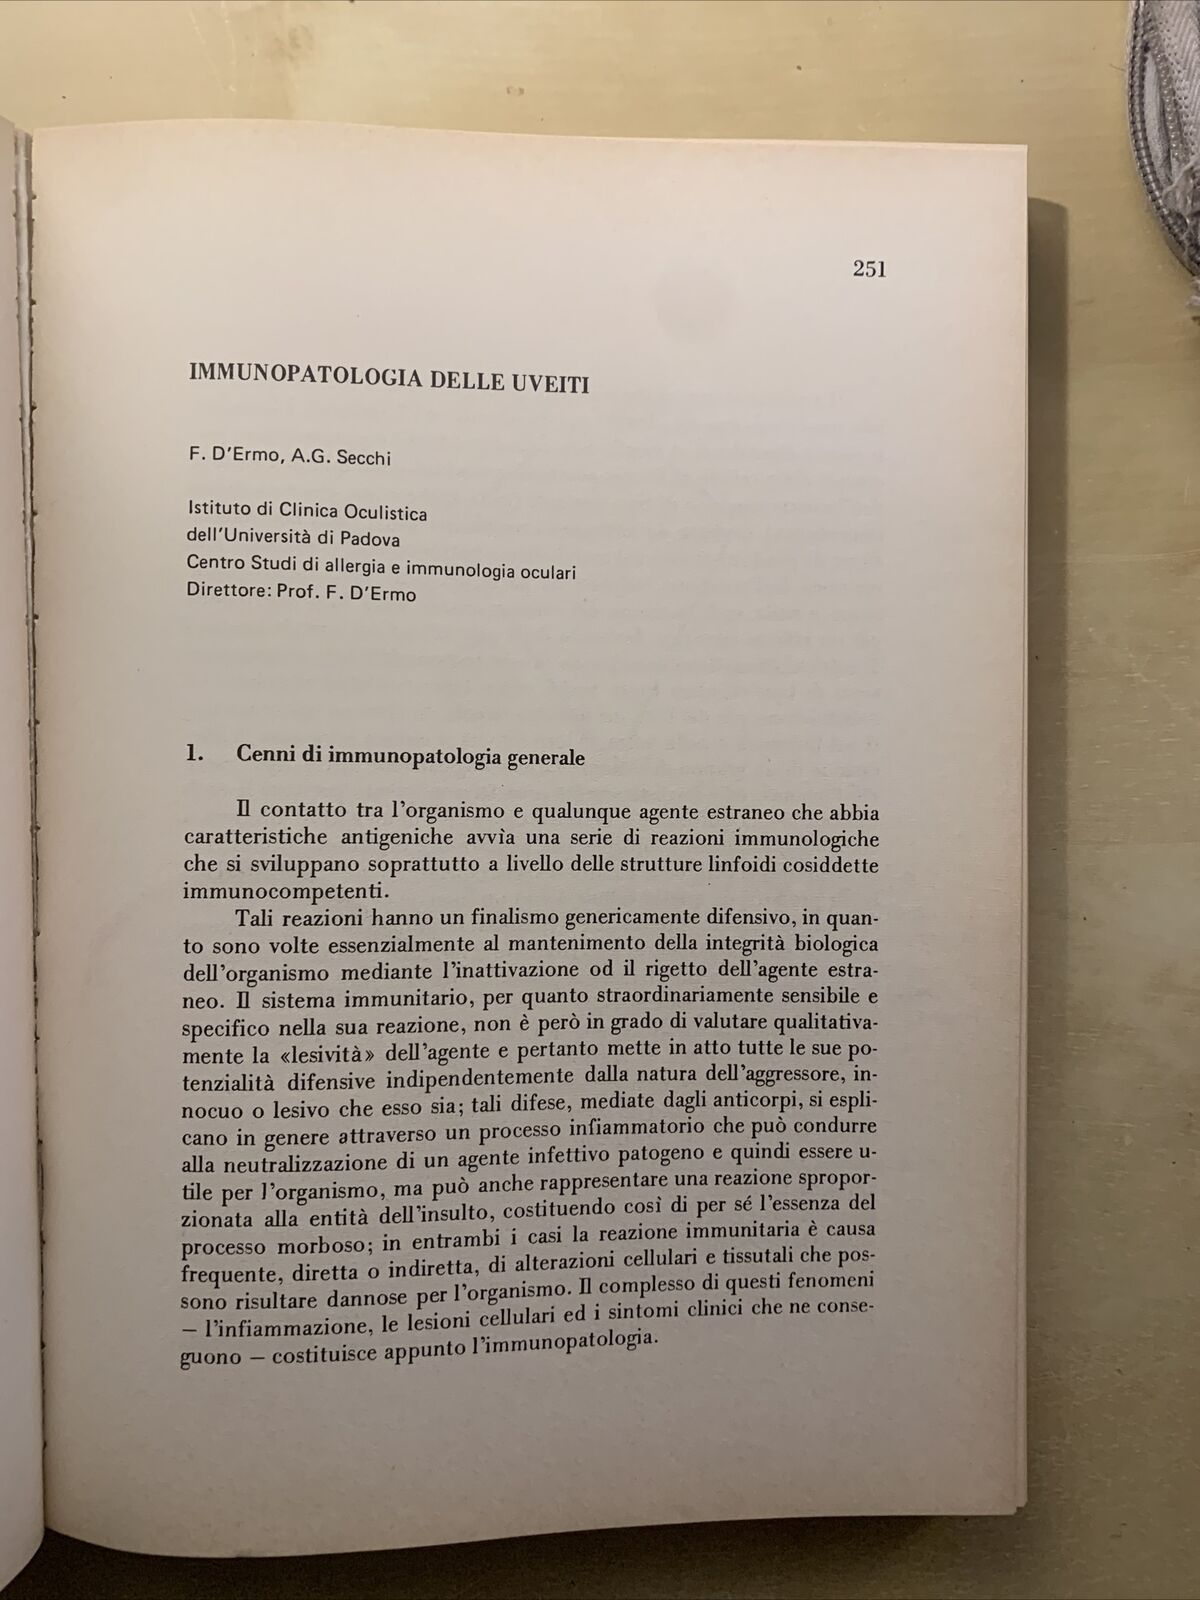 251
IMMUNOPATOLOGIA DELLE UVEITI
F. D'Ermo, A.G. Secchi
Istituto di Clinica Oculistica
dell'Università di Padova
Centro Studi di allergia e immunologia oculari
Direttore: Prof. F. D'Ermo
1. Cenni di immunopatologia generale
Il contatto tra l'organismo e qualunque agente estraneo che abbia
caratteristiche antigeniche avvìa una serie di reazioni immunologiche
che si sviluppano soprattutto a livello delle strutture linfoidi cosiddette
immunocompetenti.
Tali reazioni hanno un finalismo genericamente difensivo, in quan-
to sono volte essenzialmente al mantenimento della integrità biologica
dell'organismo mediante l'inattivazione od il rigetto dell'agente estra-
neo. Il sistema immunitario, per quanto straordinariamente sensibile e
specifico nella sua reazione, non è però in grado di valutare qualitativa-
mente la «lesività» dell'agente e pertanto mette in atto tutte le sue po-
tenzialità difensive indipendentemente dalla natura dell'aggressore, in-
nocuo o lesivo che esso sia; tali difese, mediate dagli anticorpi, si espli-
cano in genere attraverso un processo infiammatorio che può condurre
alla neutralizzazione di un agente infettivo patogeno e quindi essere u-
tile per l'organismo, ma può anche rappresentare una reazione spropor-
zionata alla entità dell'insulto, costituendo così di per sé l'essenza del
processo morboso; in entrambi i casi la reazione immunitaria è causa
frequente, diretta o indiretta, di alterazioni cellulari e tissutali che pos-
sono risultare dannose per l'organismo. Il complesso di questi fenomeni
— l'infiammazione, le lesioni cellulari ed i sintomi clinici che ne conse-
guono — costituisce appunto l'immunopatologia.